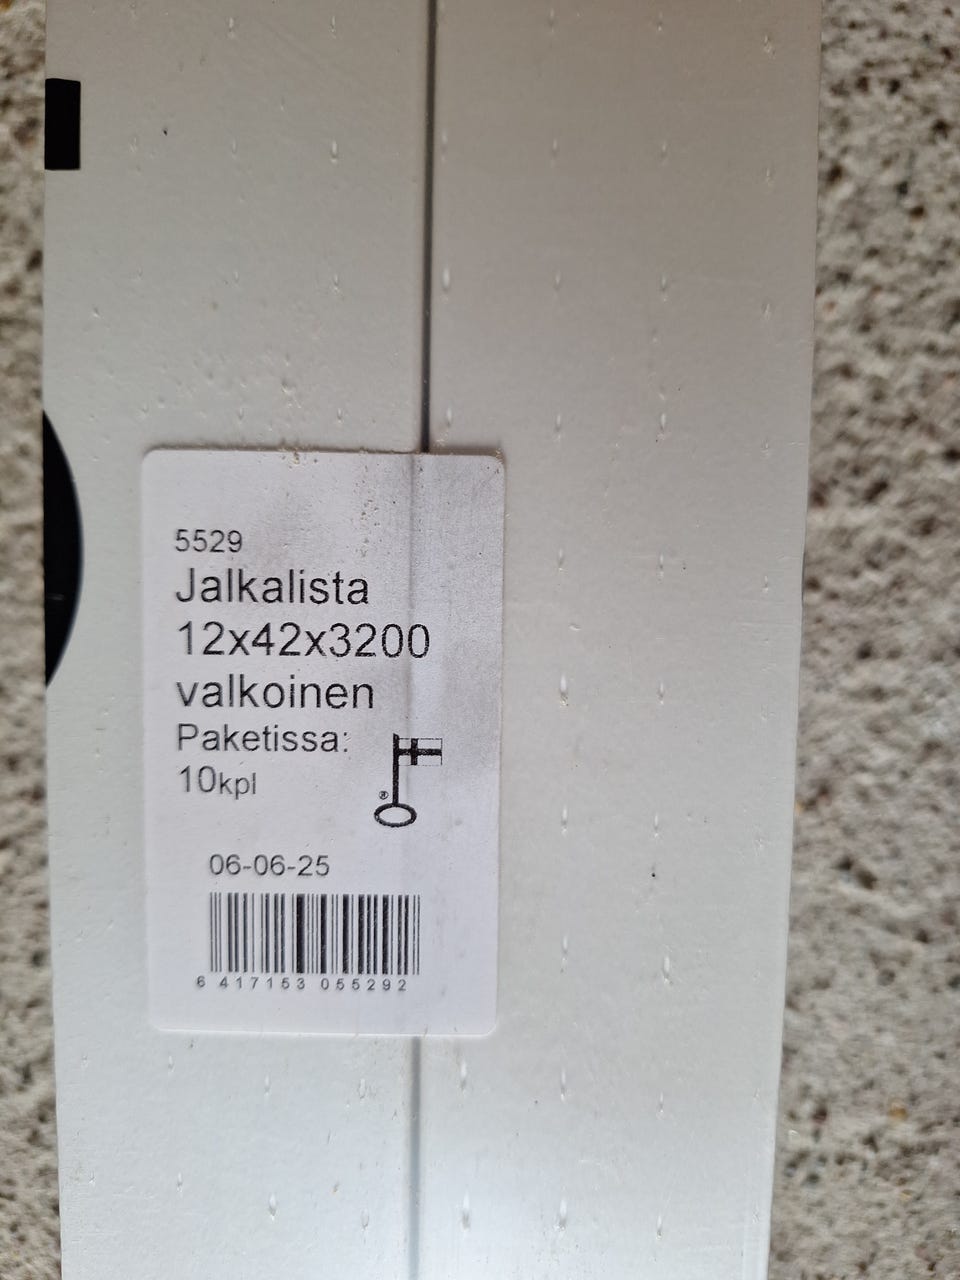 5529
Jalkalista
12x42x3200
valkoinen
Paketissa:
10kpl
®
06-06-25
6 417153 055292